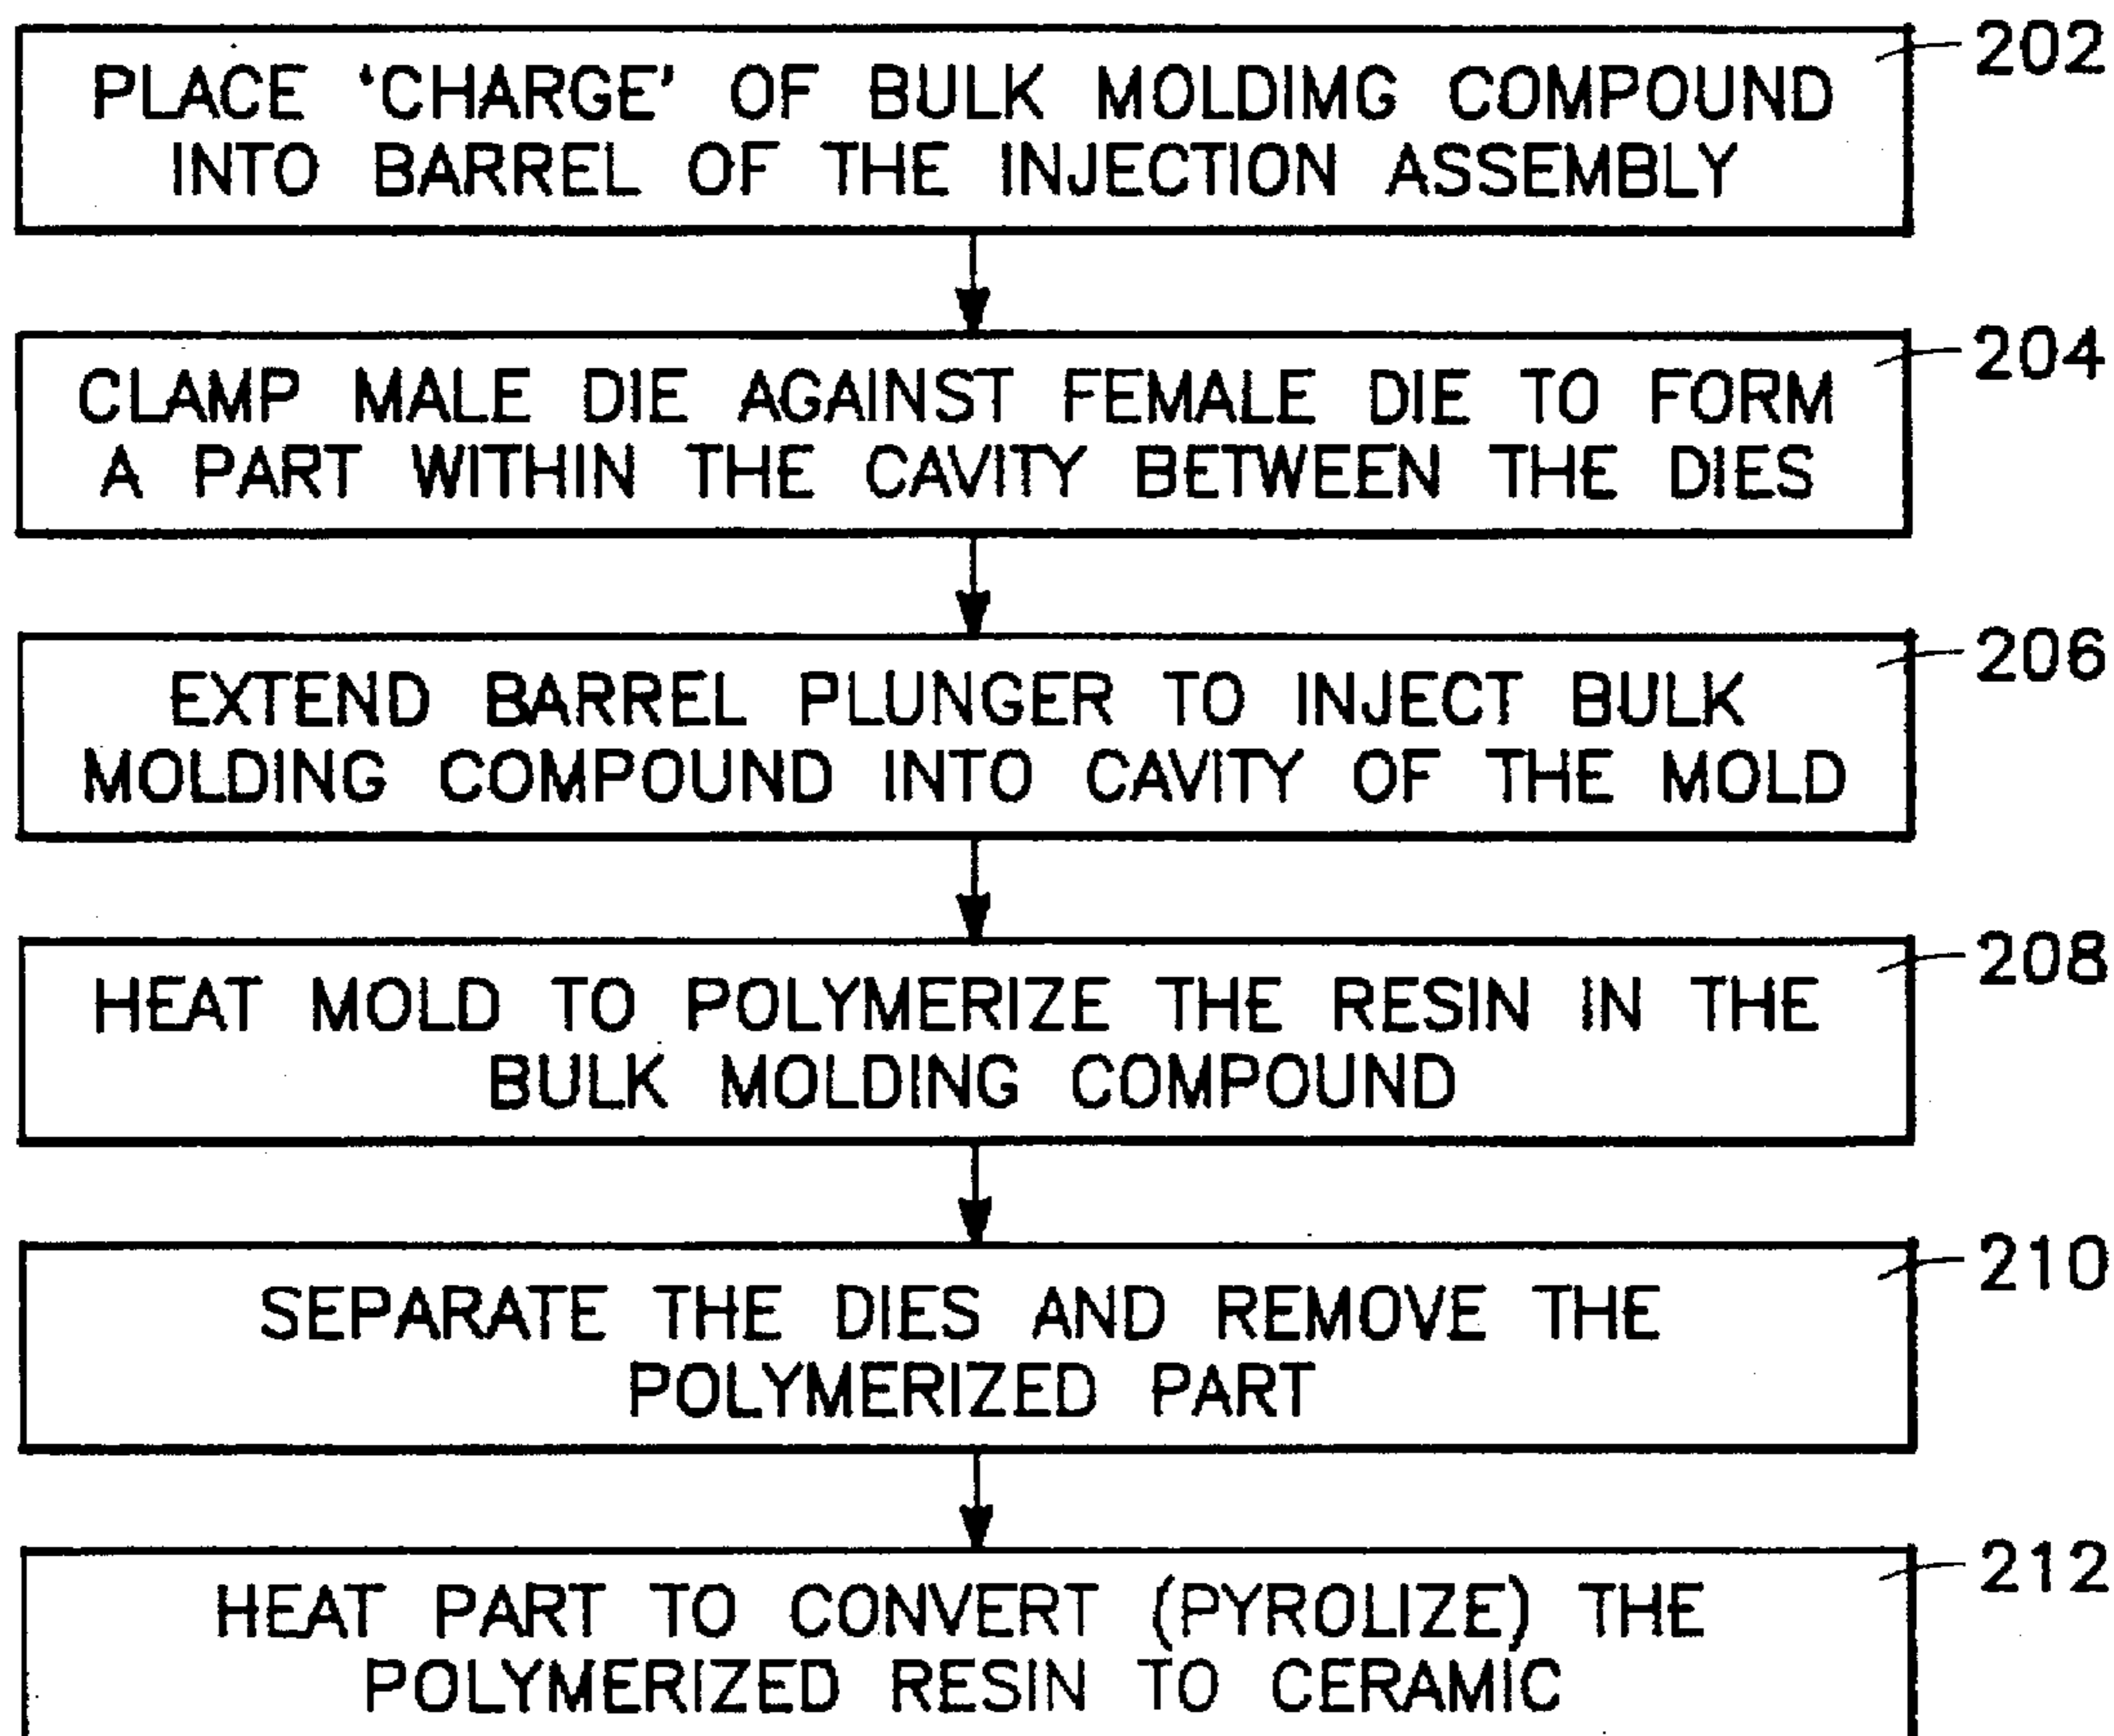 202
PLACE 'CHARGE' OF BULK MOLDIMG COMPOUND
INTO BARREL OF THE INJECTION ASSEMBLY
204
CLAMP MALE DIE AGAINST FEMALE DIE TO FORM
A PART WITHIN THE CAVITY BETWEEN THE DIES
206
EXTEND BARREL PLUNGER TO INJECT BULK
MOLDING COMPOUND INTO CAVITY OF THE MOLD
208
HEAT MOLD TO POLYMERIZE THE RESIN IN THE
BULK MOLDING COMPOUND
210
SEPARATE THE DIES AND REMOVE THE
POLYMERIZED PART
212
HEAT PART TO CONVERT (PYROLIZE) THE
POLYMERIZED RESIN TO CERAMIC